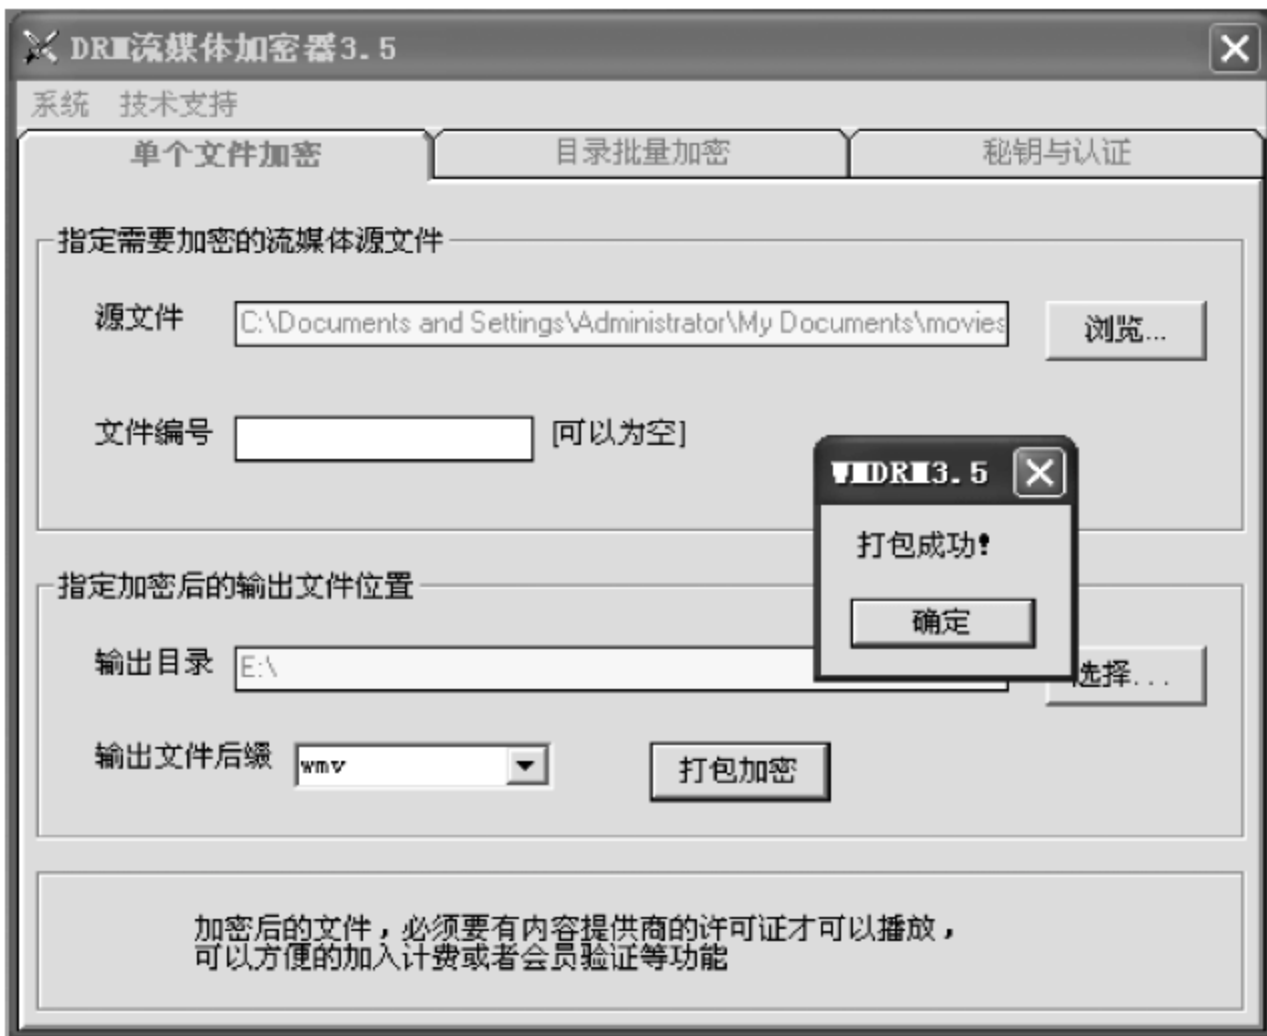 DRM流媒体加密器3.5
系统 技术支持
单个文件加密 目录批量加密 秘钥与认证
指定需要加密的流媒体源文件
源文件 C:\Documents and Settings\Administrator\My Documents\movies 浏览...
文件编号 [可以为空]
WMDRM3.5
打包成功!
确定
指定加密后的输出文件位置
输出目录 E:\ 选择...
输出文件后缀 wmv 打包加密
加密后的文件，必须要有内容提供商的许可证才可以播放，
可以方便的加入计费或者会员验证等功能